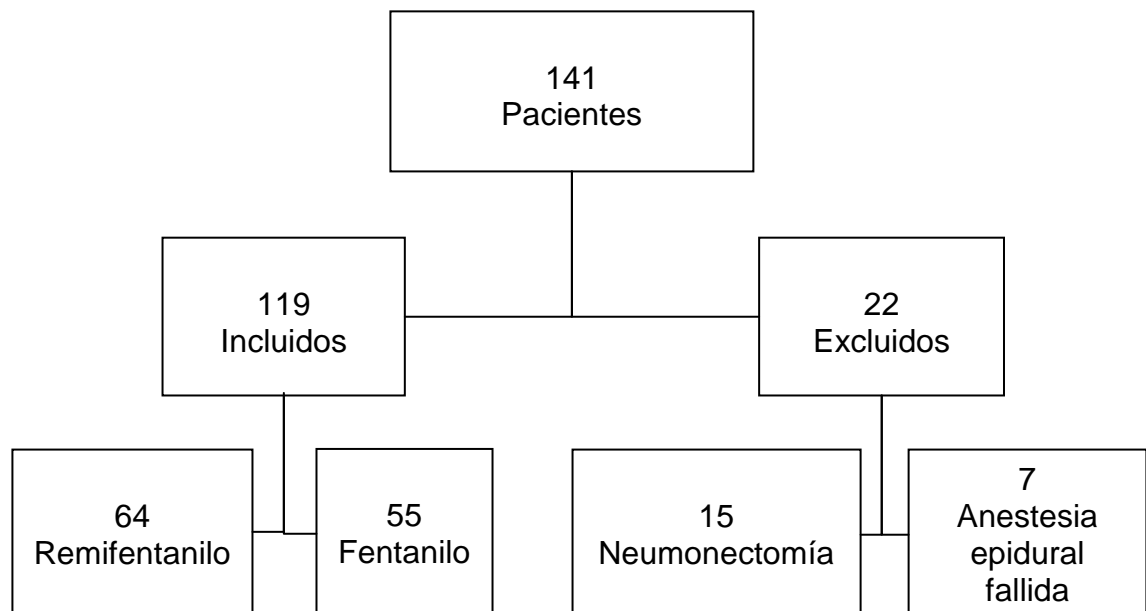 141
Pacientes
119
Incluidos
22
Excluidos
64
Remifentanilo
55
Fentanilo
15
Neumonectomía
7
Anestesia
epidural
fallida